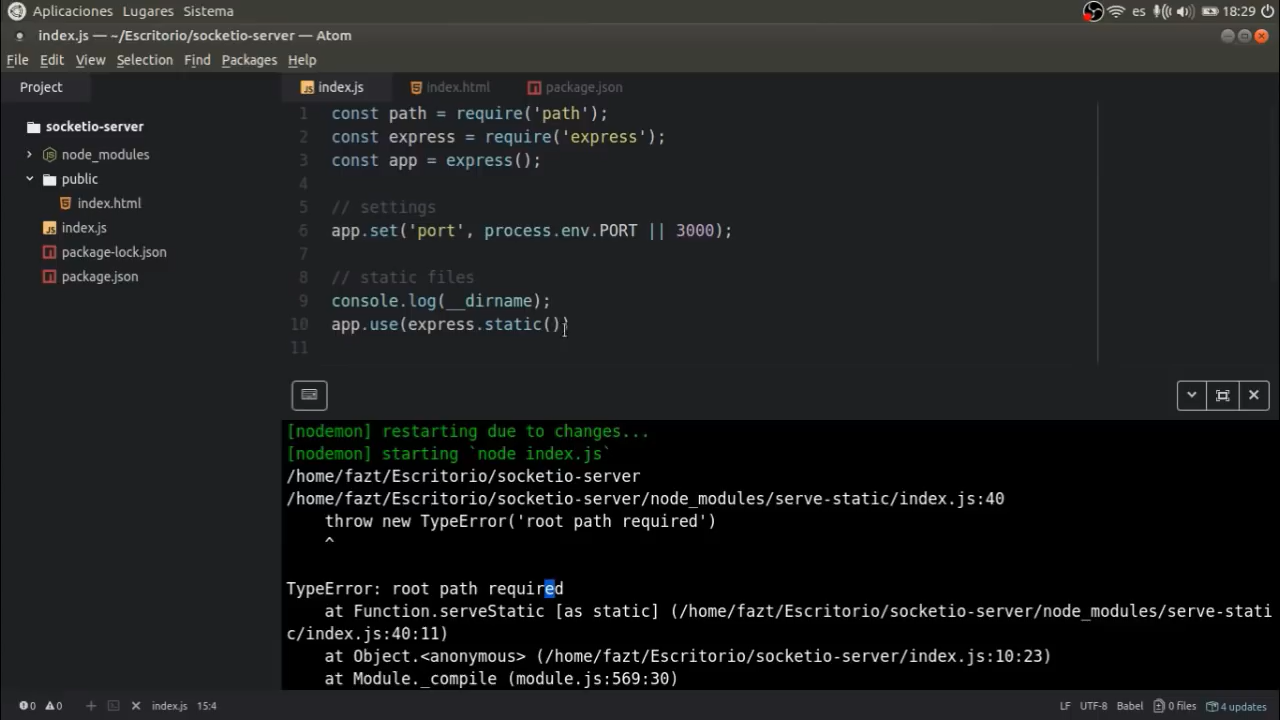 Aplicaciones Lugares Sistema es 18:29
index.js — ~/Escritorio/socketio-server — Atom
File Edit View Selection Find Packages Help
Project index.js index.html package.json
socketio-server
node_modules
public
index.html
index.js
package-lock.json
package.json
1 const path = require('path');
2 const express = require('express');
3 const app = express();
4
5 // settings
6 app.set('port', process.env.PORT || 3000);
7
8 // static files
9 console.log(__dirname);
10 app.use(express.static())
11
[nodemon] restarting due to changes...
[nodemon] starting `node index.js`
/home/fazt/Escritorio/socketio-server
/home/fazt/Escritorio/socketio-server/node_modules/serve-static/index.js:40
throw new TypeError('root path required')
^
TypeError: root path required
at Function.serveStatic [as static] (/home/fazt/Escritorio/socketio-server/node_modules/serve-stati
c/index.js:40:11)
at Object.<anonymous> (/home/fazt/Escritorio/socketio-server/index.js:10:23)
at Module._compile (module.js:569:30)
0 0 index.js 15:4 LF UTF-8 Babel 0 files 4 updates